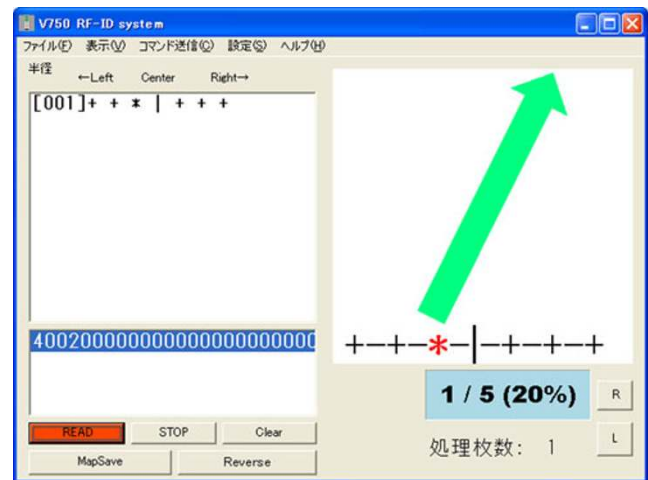 V750 RF-ID system
ファイル(F) 表示(V) コマンド送信(C) 設定(S) ヘルプ(H)
半径 ←Left Center Right→
[001]+ + * | + + +
400200000000000000000000
+−+−*−|−+−+−+
1 / 5 (20%)
R
READ STOP Clear
処理枚数: 1
L
MapSave Reverse